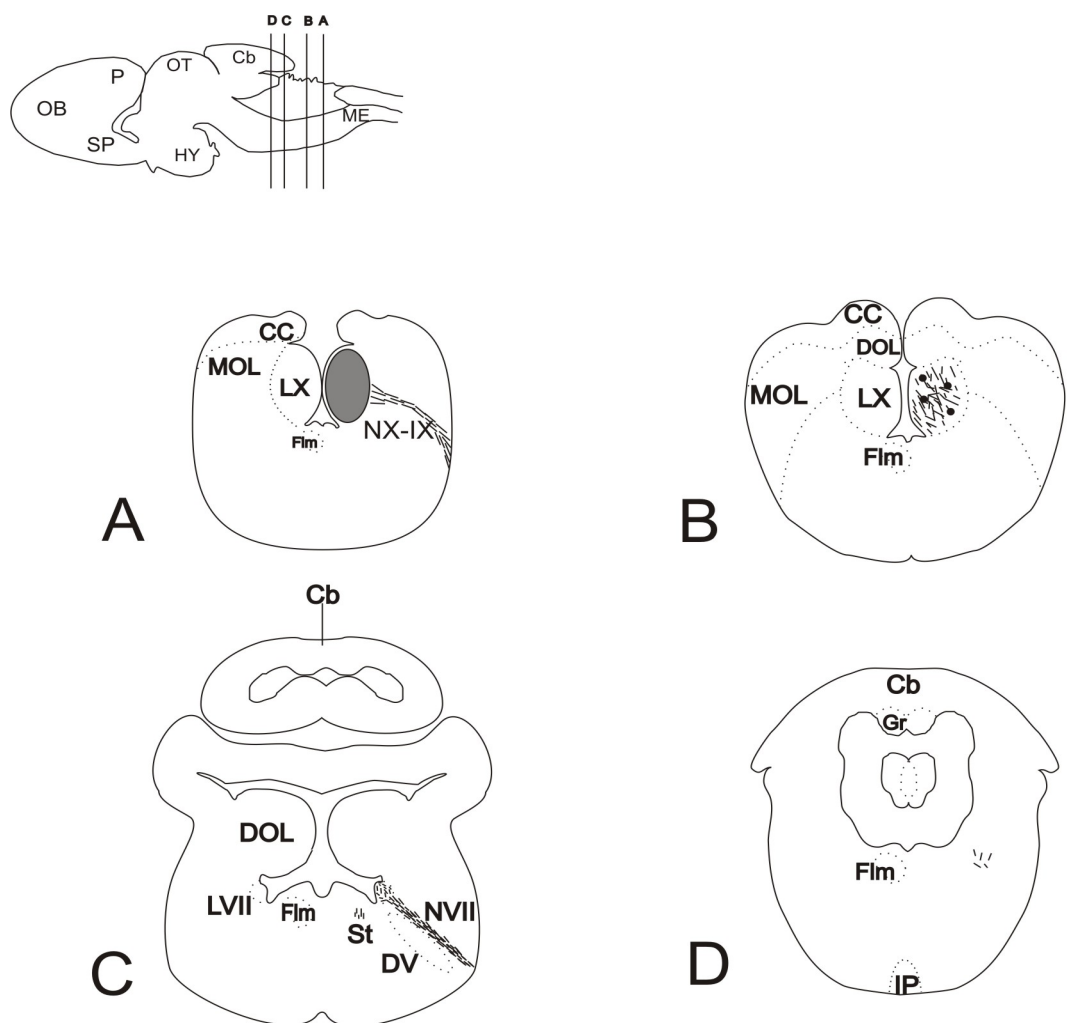 D C B A
Cb
OT
P
OB
ME
SP
HY
CC
MOL
LX
NX-IX
Flm
A
CC
DOL
MOL
LX
Flm
B
Cb
DOL
LVII
Flm
NVII
St
DV
C
Cb
Gr
Flm
IP
D